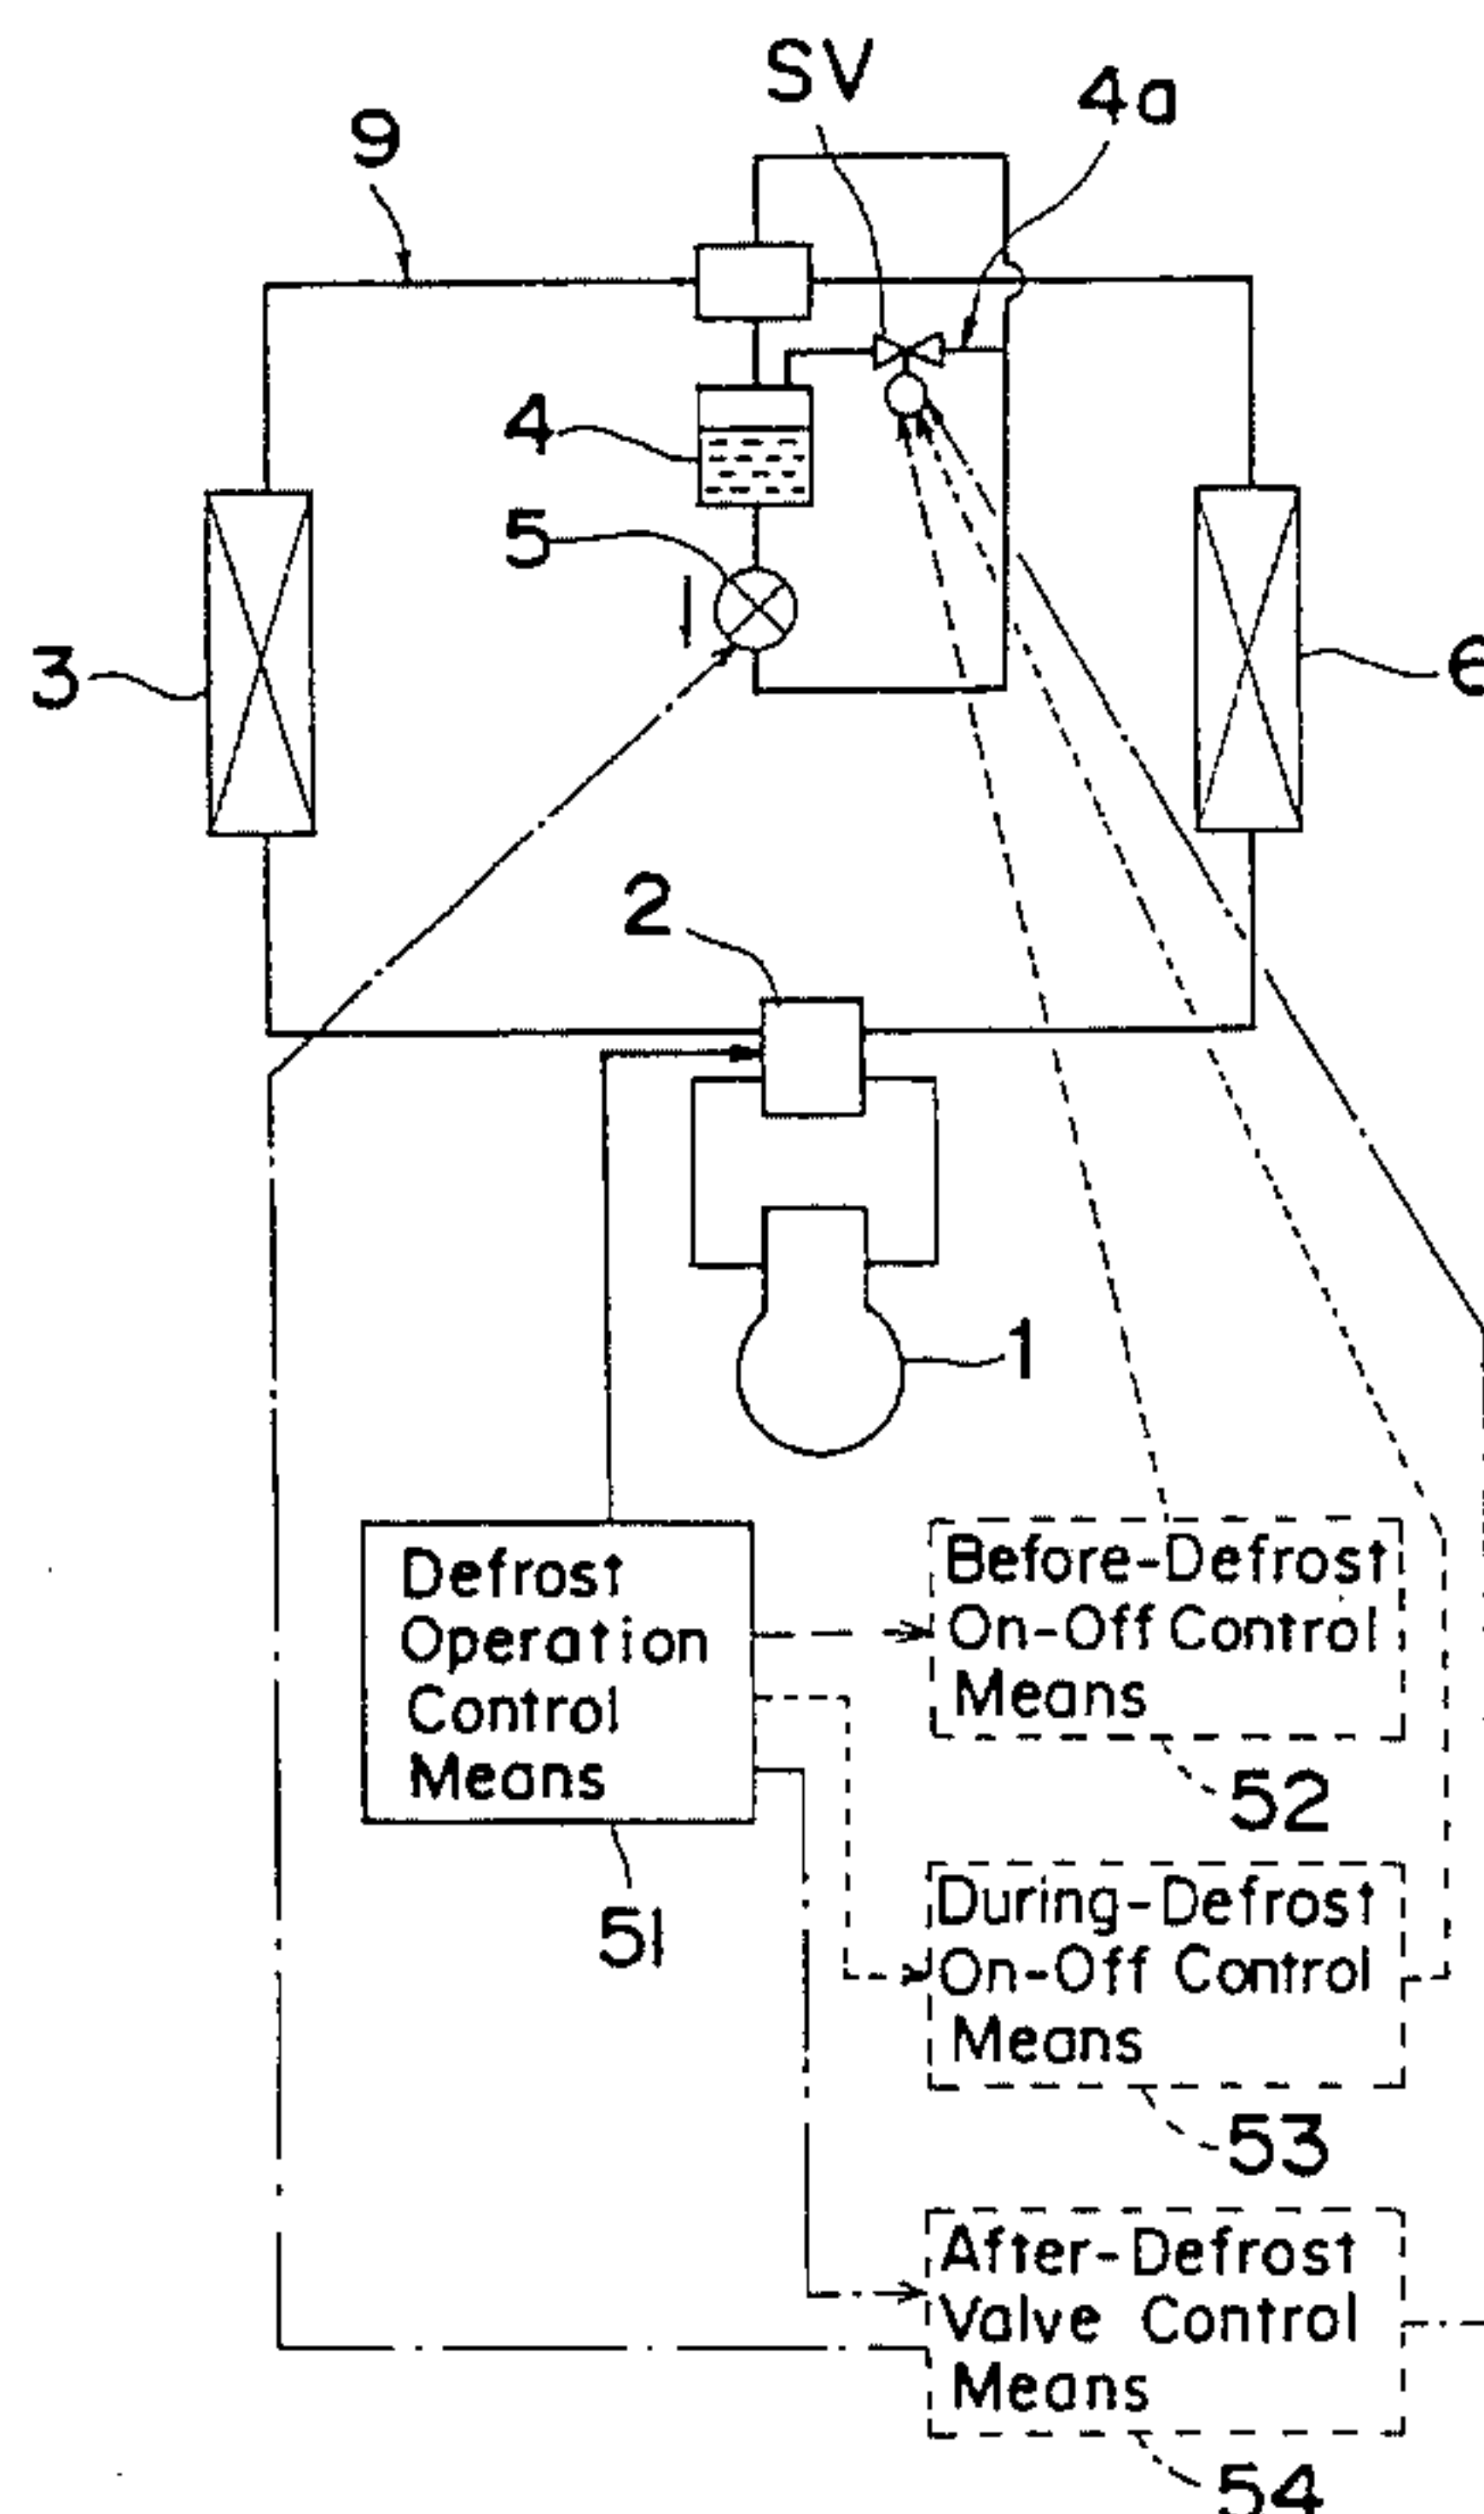 SV
4a
9
4
5
3
6
2
1
Defrost
Operation
Control
Means
51
Before-Defrost
On-Off Control
Means
52
During-Defrost
On-Off Control
Means
53
After-Defrost
Valve Control
Means
54